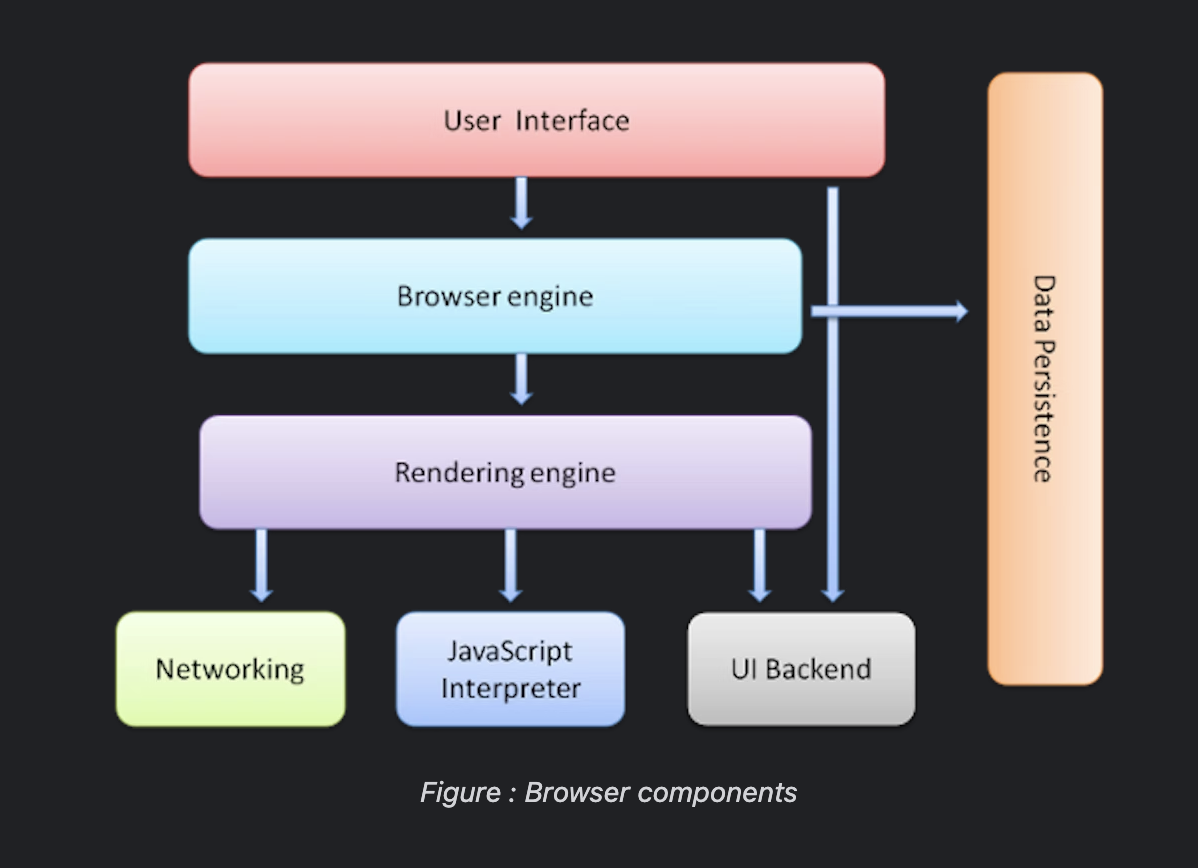 User Interface
Browser engine
Data Persistence
Rendering engine
Networking
JavaScript
Interpreter
UI Backend
Figure : Browser components